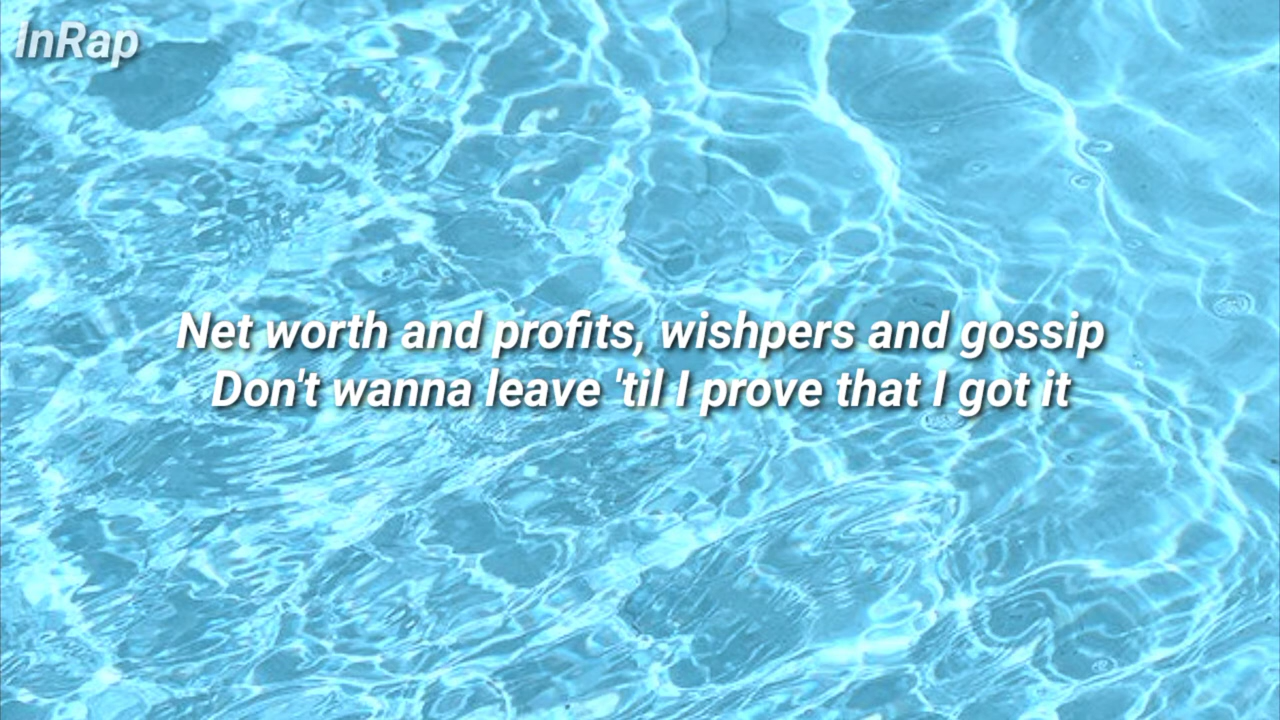 InRap
Net worth and profits, wishpers and gossip
Don't wanna leave 'til I prove that I got it